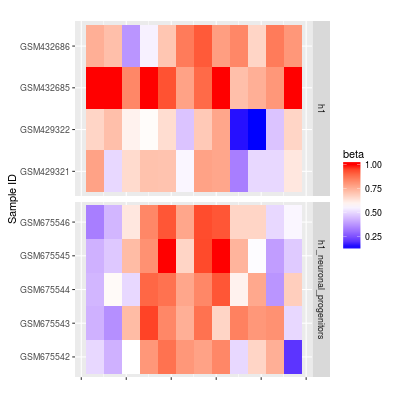 GSM432686
GSM432685
GSM429322
GSM429321
h1
GSM675546
GSM675545
GSM675544
GSM675543
GSM675542
h1_neuronal_progenitors
Sample ID
beta
1.00
0.75
0.50
0.25